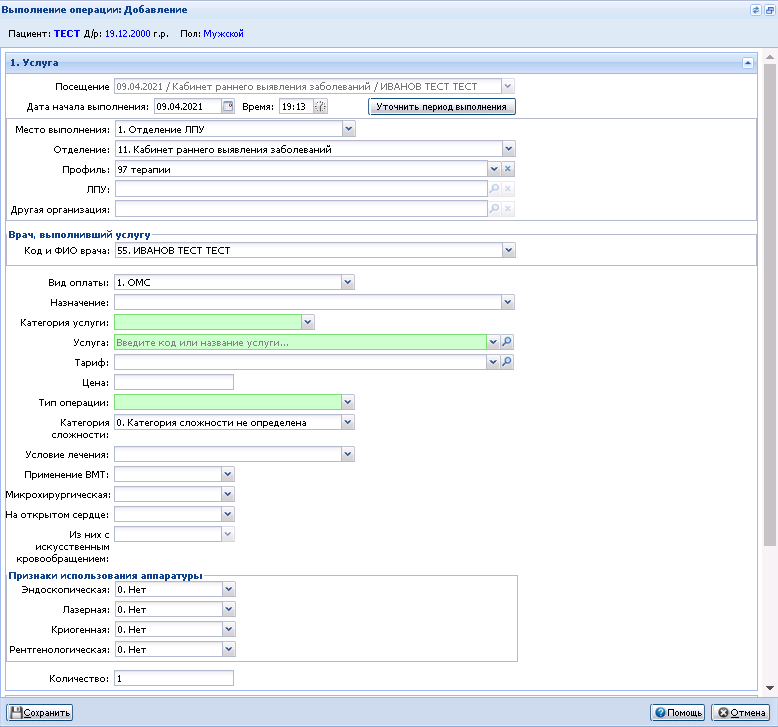 Выполнение операции: Добавление
Пациент: ТЕСТ Д/р: 19.12.2000 г.р. Пол: Мужской
1. Услуга
Посещение 09.04.2021 / Кабинет раннего выявления заболеваний / ИВАНОВ ТЕСТ ТЕСТ
Дата начала выполнения: 09.04.2021 Время: 19:13 Уточнить период выполнения
Место выполнения: 1. Отделение ЛПУ
Отделение: 11. Кабинет раннего выявления заболеваний
Профиль: 97 терапии
ЛПУ:
Другая организация:
Врач, выполнивший услугу
Код и ФИО врача: 55. ИВАНОВ ТЕСТ ТЕСТ
Вид оплаты: 1. ОМС
Назначение:
Категория услуги:
Услуга: Введите код или название услуги...
Тариф:
Цена:
Тип операции:
Категория 0. Категория сложности не определена
сложности:
Условие лечения:
Применение ВМТ:
Микрохирургическая:
На открытом сердце:
Из них с
искусственным
кровообращением:
Признаки использования аппаратуры
Эндоскопическая: 0. Нет
Лазерная: 0. Нет
Криогенная: 0. Нет
Рентгенологическая: 0. Нет
Количество: 1
Сохранить Помощь Отмена